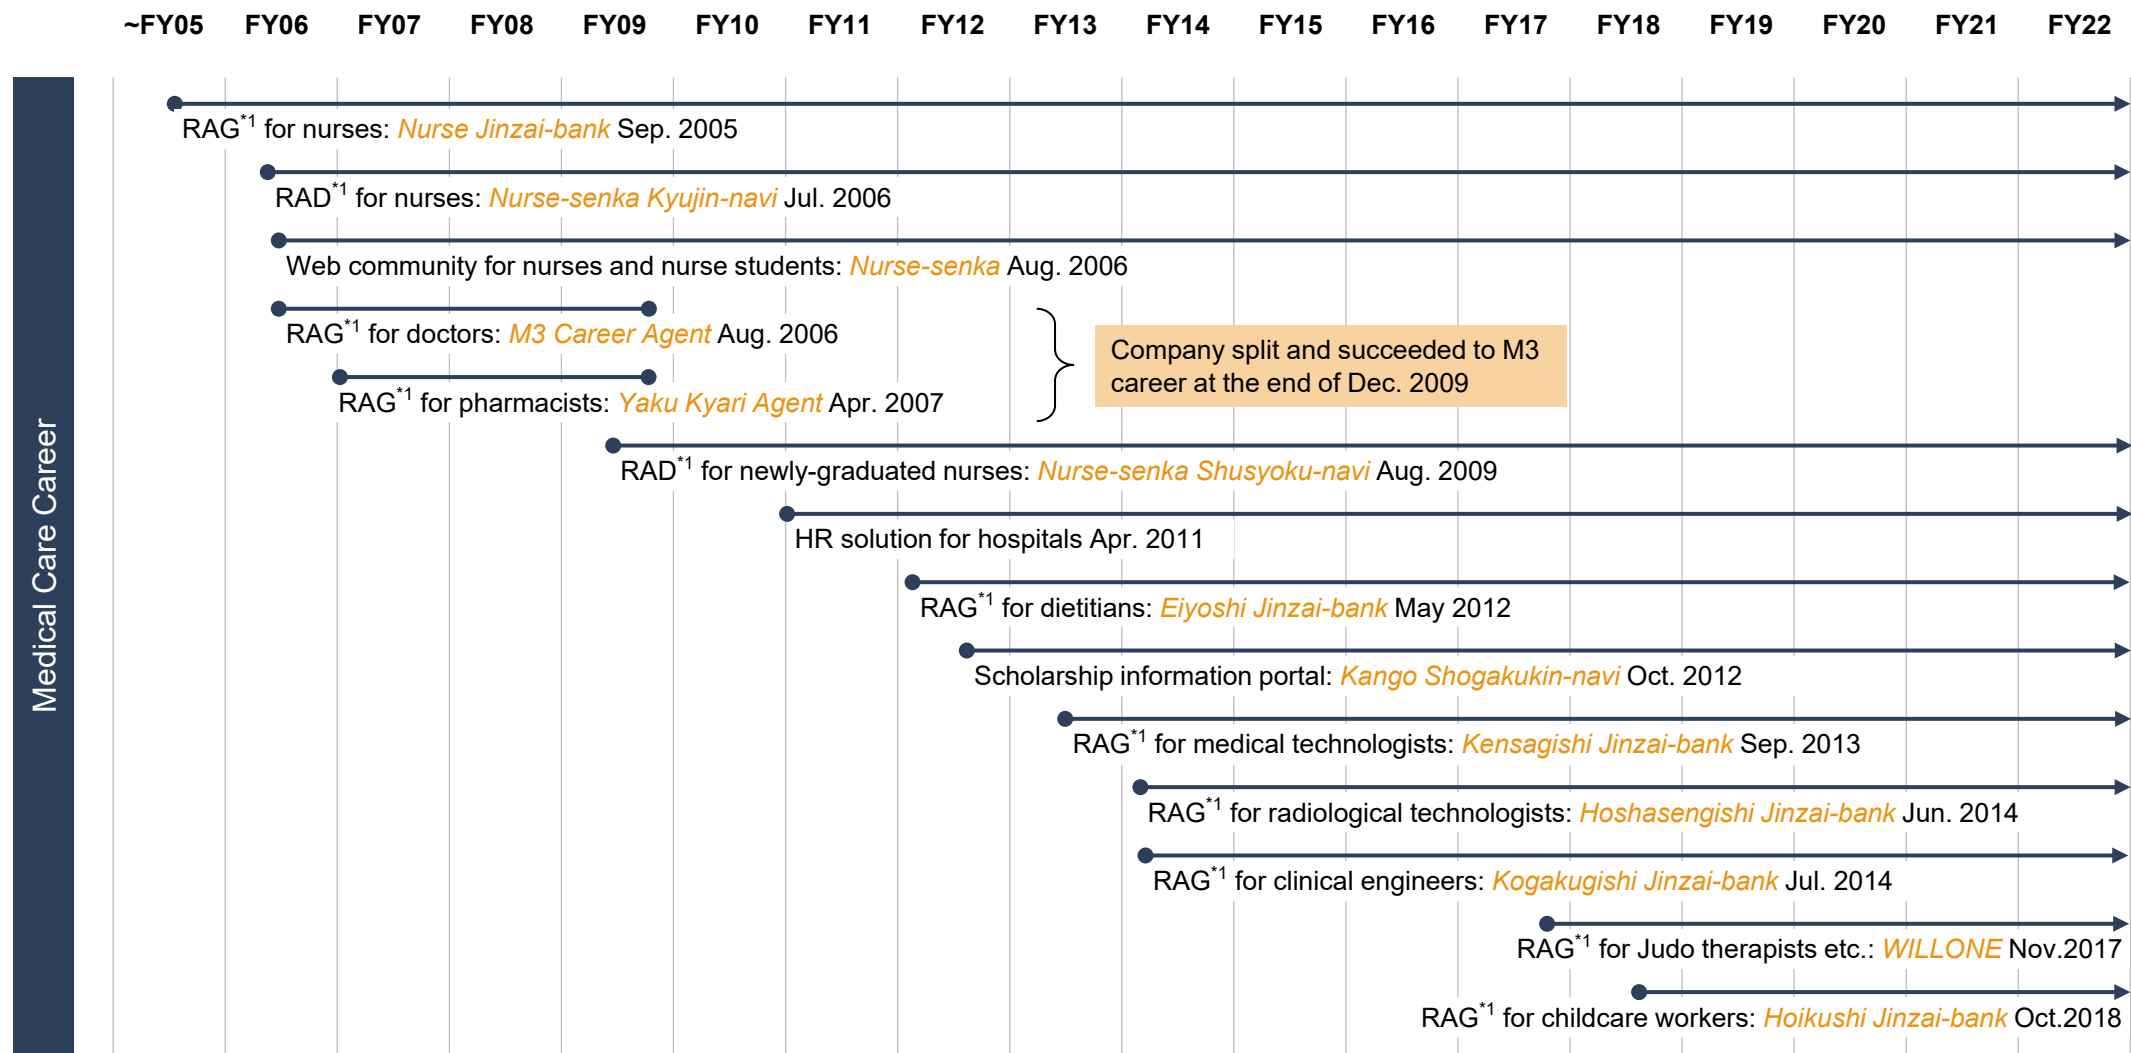 ~FY05 FY06 FY07 FY08 FY09 FY10 FY11 FY12 FY13 FY14 FY15 FY16 FY17 FY18 FY19 FY20 FY21 FY22
Medical Care Career
RAG*1 for nurses: Nurse Jinzai-bank Sep. 2005
RAD*1 for nurses: Nurse-senka Kyujin-navi Jul. 2006
Web community for nurses and nurse students: Nurse-senka Aug. 2006
RAG*1 for doctors: M3 Career Agent Aug. 2006
RAG*1 for pharmacists: Yaku Kyari Agent Apr. 2007
Company split and succeeded to M3
career at the end of Dec. 2009
RAD*1 for newly-graduated nurses: Nurse-senka Shusyoku-navi Aug. 2009
HR solution for hospitals Apr. 2011
RAG*1 for dietitians: Eiyoshi Jinzai-bank May 2012
Scholarship information portal: Kango Shogakukin-navi Oct. 2012
RAG*1 for medical technologists: Kensagishi Jinzai-bank Sep. 2013
RAG*1 for radiological technologists: Hoshasengishi Jinzai-bank Jun. 2014
RAG*1 for clinical engineers: Kogakugishi Jinzai-bank Jul. 2014
RAG*1 for Judo therapists etc.: WILLONE Nov.2017
RAG*1 for childcare workers: Hoikushi Jinzai-bank Oct.2018